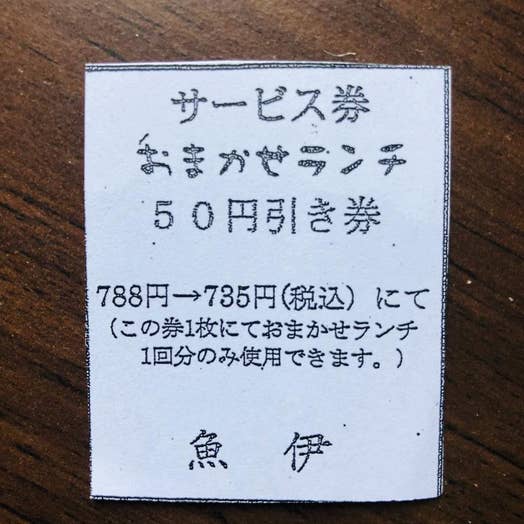 サービス券
おまかせランチ
５０円引き券
788円→735円(税込) にて
(この券1枚にておまかせランチ
1回分のみ使用できます。)
魚 伊